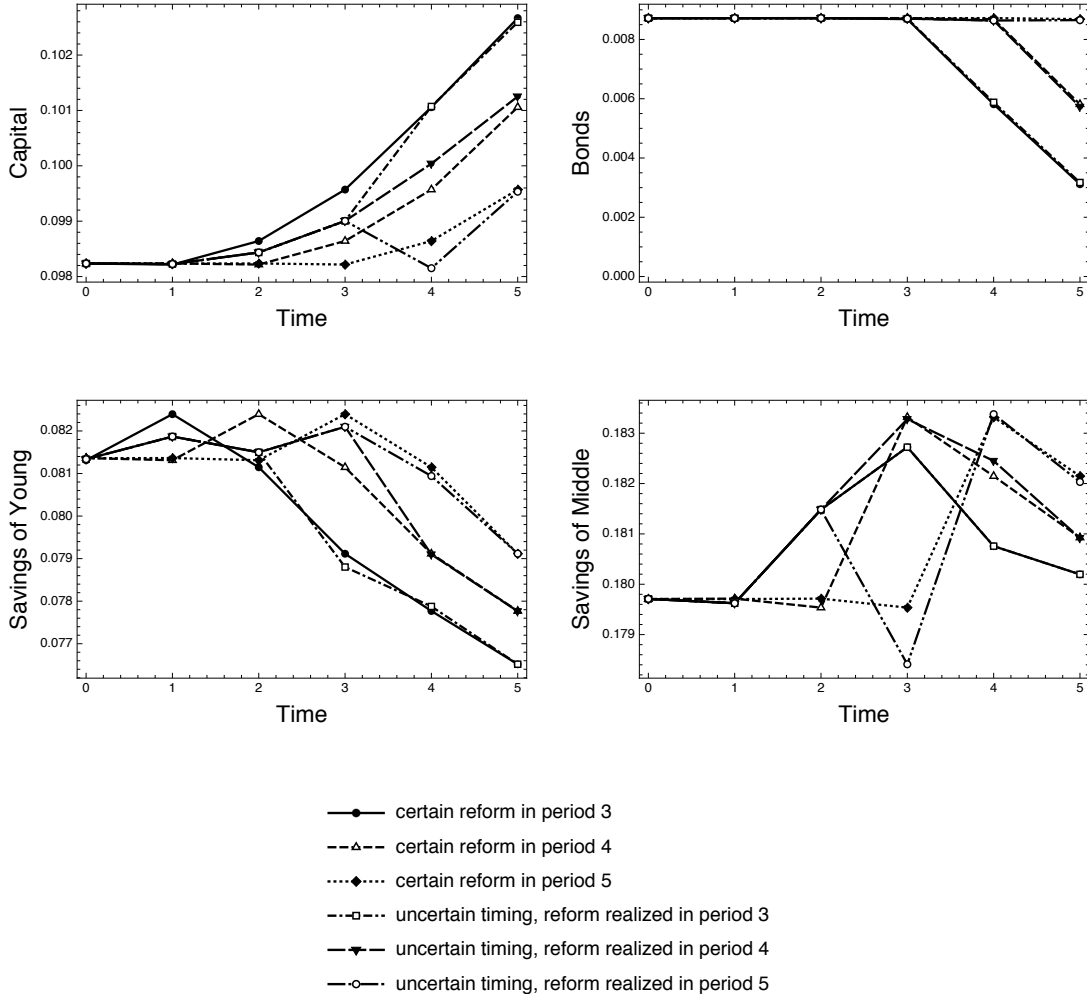 Capital
0.102
0.101
0.100
0.099
0.098
0 1 2 3 4 5
Time
Bonds
0.008
0.006
0.004
0.002
0.000
0 1 2 3 4 5
Time
Savings of Young
0.082
0.081
0.080
0.079
0.078
0.077
0 1 2 3 4 5
Time
Savings of Middle
0.183
0.182
0.181
0.180
0.179
0 1 2 3 4 5
Time
certain reform in period 3
certain reform in period 4
certain reform in period 5
uncertain timing, reform realized in period 3
uncertain timing, reform realized in period 4
uncertain timing, reform realized in period 5